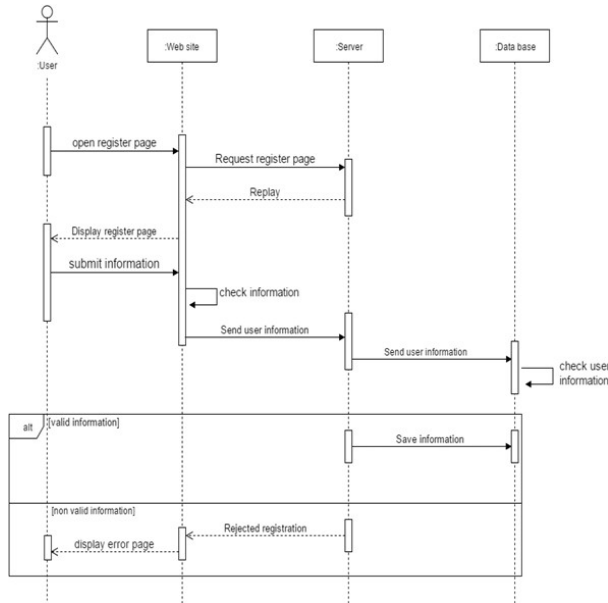 :User
:Web site
:Server
:Data base
open register page
Request register page
Replay
Display register page
submit information
check information
Send user information
Send user information
check user
information
alt
[valid information]
Save information
[non valid information]
Rejected registration
display error page